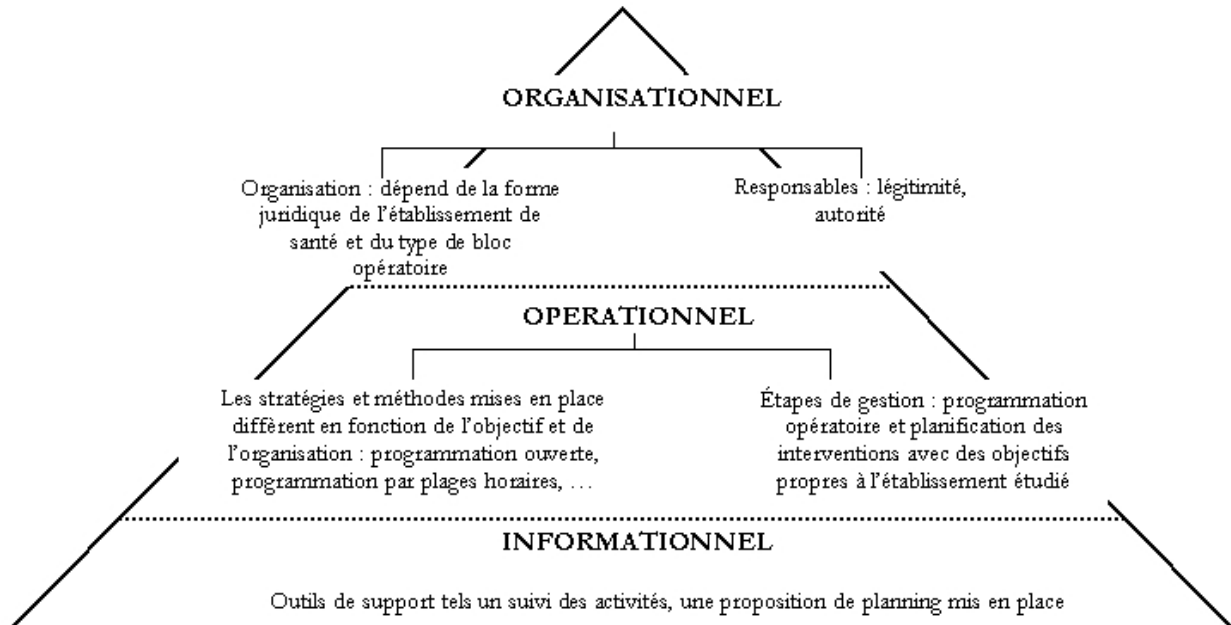 ORGANISATIONNEL
Organisation : dépend de la forme
juridique de l'établissement de
santé et du type de bloc
opératoire
Responsables : légitimité,
autorité
OPERATIONNEL
Les stratégies et méthodes mises en place
diffèrent en fonction de l'objectif et de
l'organisation : programmation ouverte,
programmation par plages horaires, …
Étapes de gestion : programmation
opératoire et planification des
interventions avec des objectifs
propres à l'établissement étudié
INFORMATIONNEL
Outils de support tels un suivi des activités, une proposition de planning mis en place